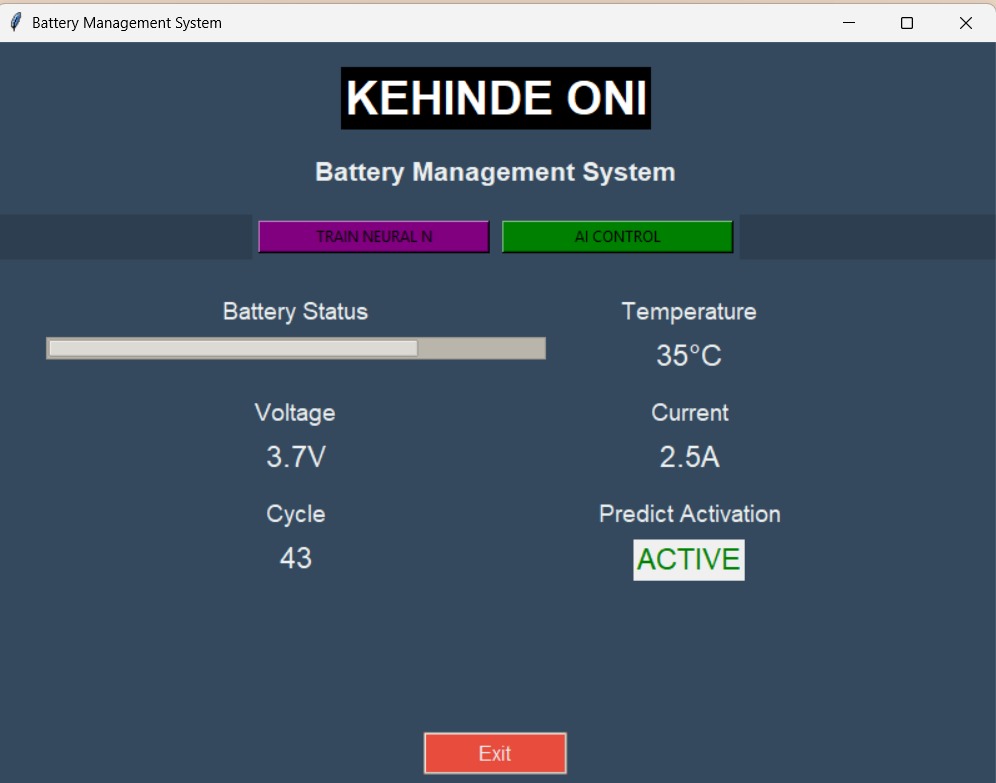 Battery Management System
KEHINDE ONI
Battery Management System
TRAIN NEURAL N
AI CONTROL
Battery Status
Temperature
35°C
Voltage
Current
3.7V
2.5A
Cycle
Predict Activation
43
ACTIVE
Exit